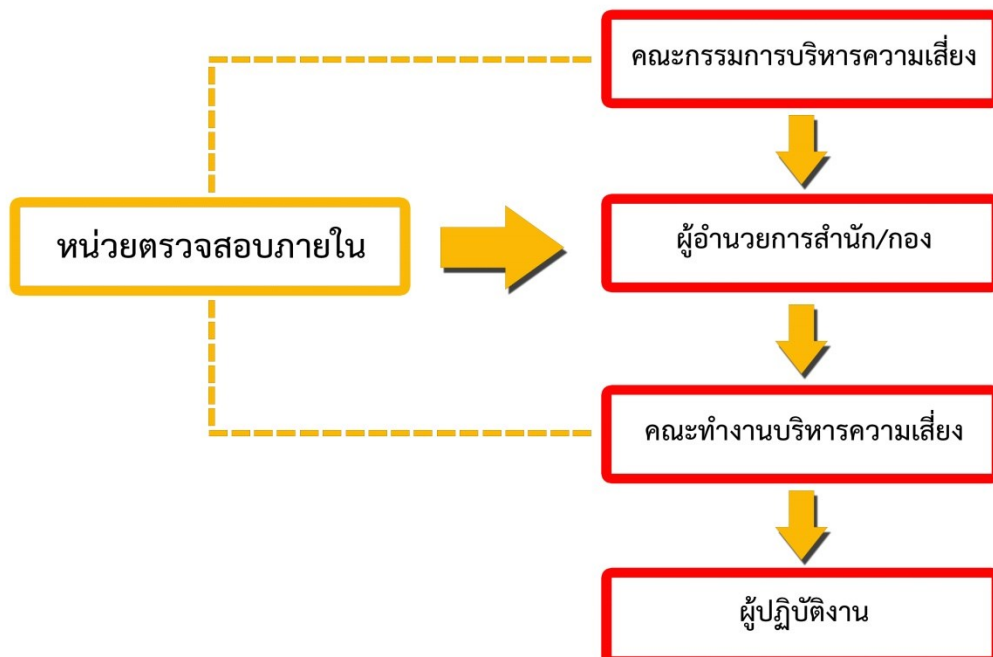 คณะกรรมการบริหารความเสี่ยง
หน่วยตรวจสอบภายใน
ผู้อำนวยการสำนัก/กอง
คณะทำงานบริหารความเสี่ยง
ผู้ปฏิบัติงาน